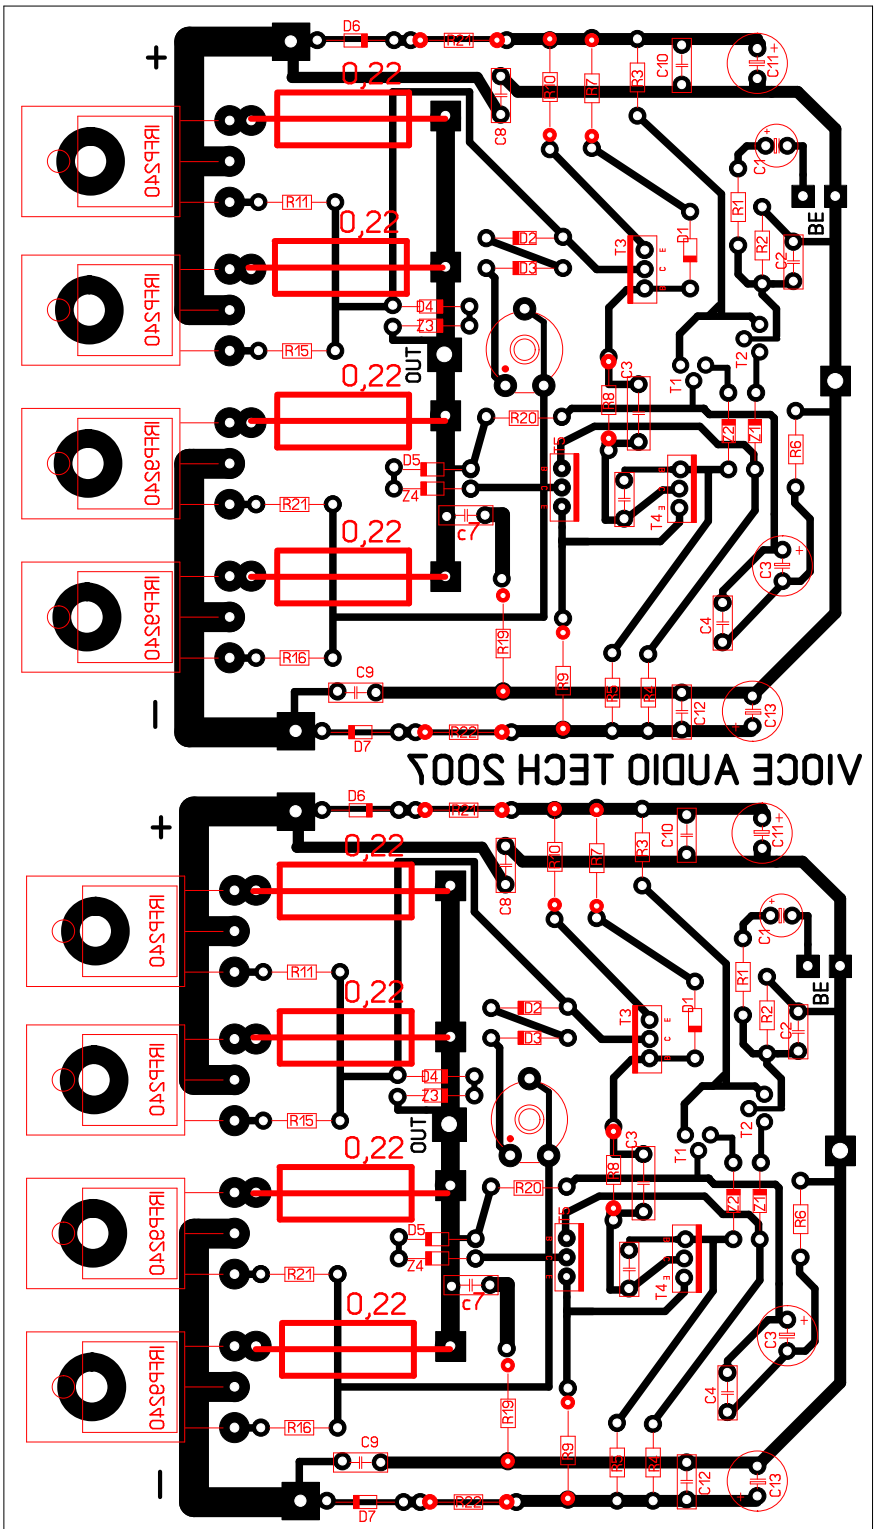 D6
R21
+
0,22
R10
R7
R3
C10
C11+
C8
IRFP240
C1
+
R11
R1
BE
0,22
D2
T3
E
C
B
D1
R2
C2
D3
IRFP240
D4
Z3
T2
R15
OUT
C3
T1
0,22
R8
R20
Z2
Z1
R6
T5
D5
IRFP9240
Z4
R21
c7
T4
0,22
C3
+
IRFP9240
C4
R19
R16
C9
R9
R5
R4
C12
C13
+
–
D7
R22
VIOCE AUDIO TECH 2007
D6
R21
+
0,22
R10
R7
R3
C10
C11+
C8
IRFP240
C1
+
R11
R1
BE
0,22
D2
T3
E
C
B
D1
R2
C2
D3
IRFP240
D4
Z3
T2
R15
OUT
C3
T1
0,22
R8
R20
Z2
Z1
R6
T5
D5
IRFP9240
Z4
R21
c7
T4
0,22
C3
+
IRFP9240
C4
R19
R16
C9
R9
R5
R4
C12
C13
+
–
D7
R22